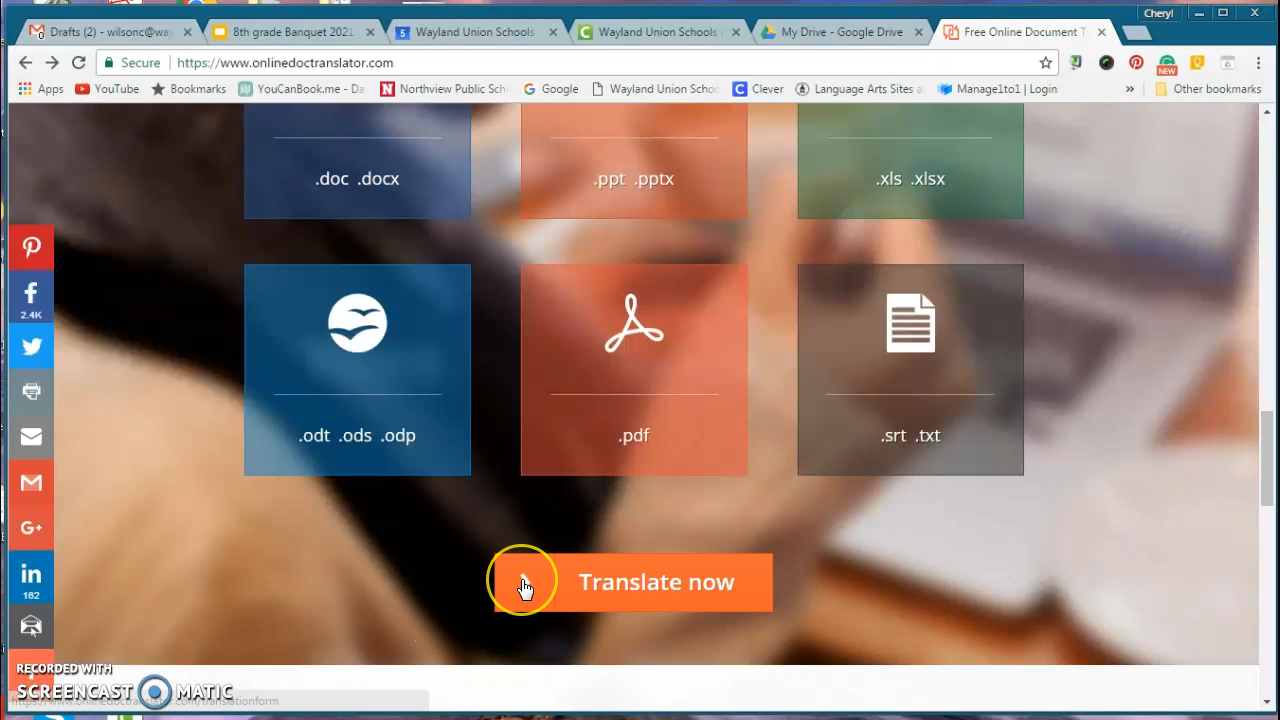 Cheryl
Drafts (2) - wilsonc@wa
8th grade Banquet 2021
Wayland Union Schools
Wayland Union Schools
My Drive - Google Drive
Free Online Document T
Secure
https://www.onlinedoctranslator.com
NEW
Apps
YouTube
Bookmarks
YouCanBook.me - Da
Northview Public Sch
Google
Wayland Union Scho
Clever
Language Arts Sites a
Manage1to1 | Login
»
Other bookmarks
.doc .docx
.ppt .pptx
.xls .xlsx
2.4K
G+
in
162
.odt .ods .odp
.pdf
.srt .txt
Translate now
RECORDED WITH
SCREENCAST MATIC
https://www.onlinedoctranslator.com/translationform